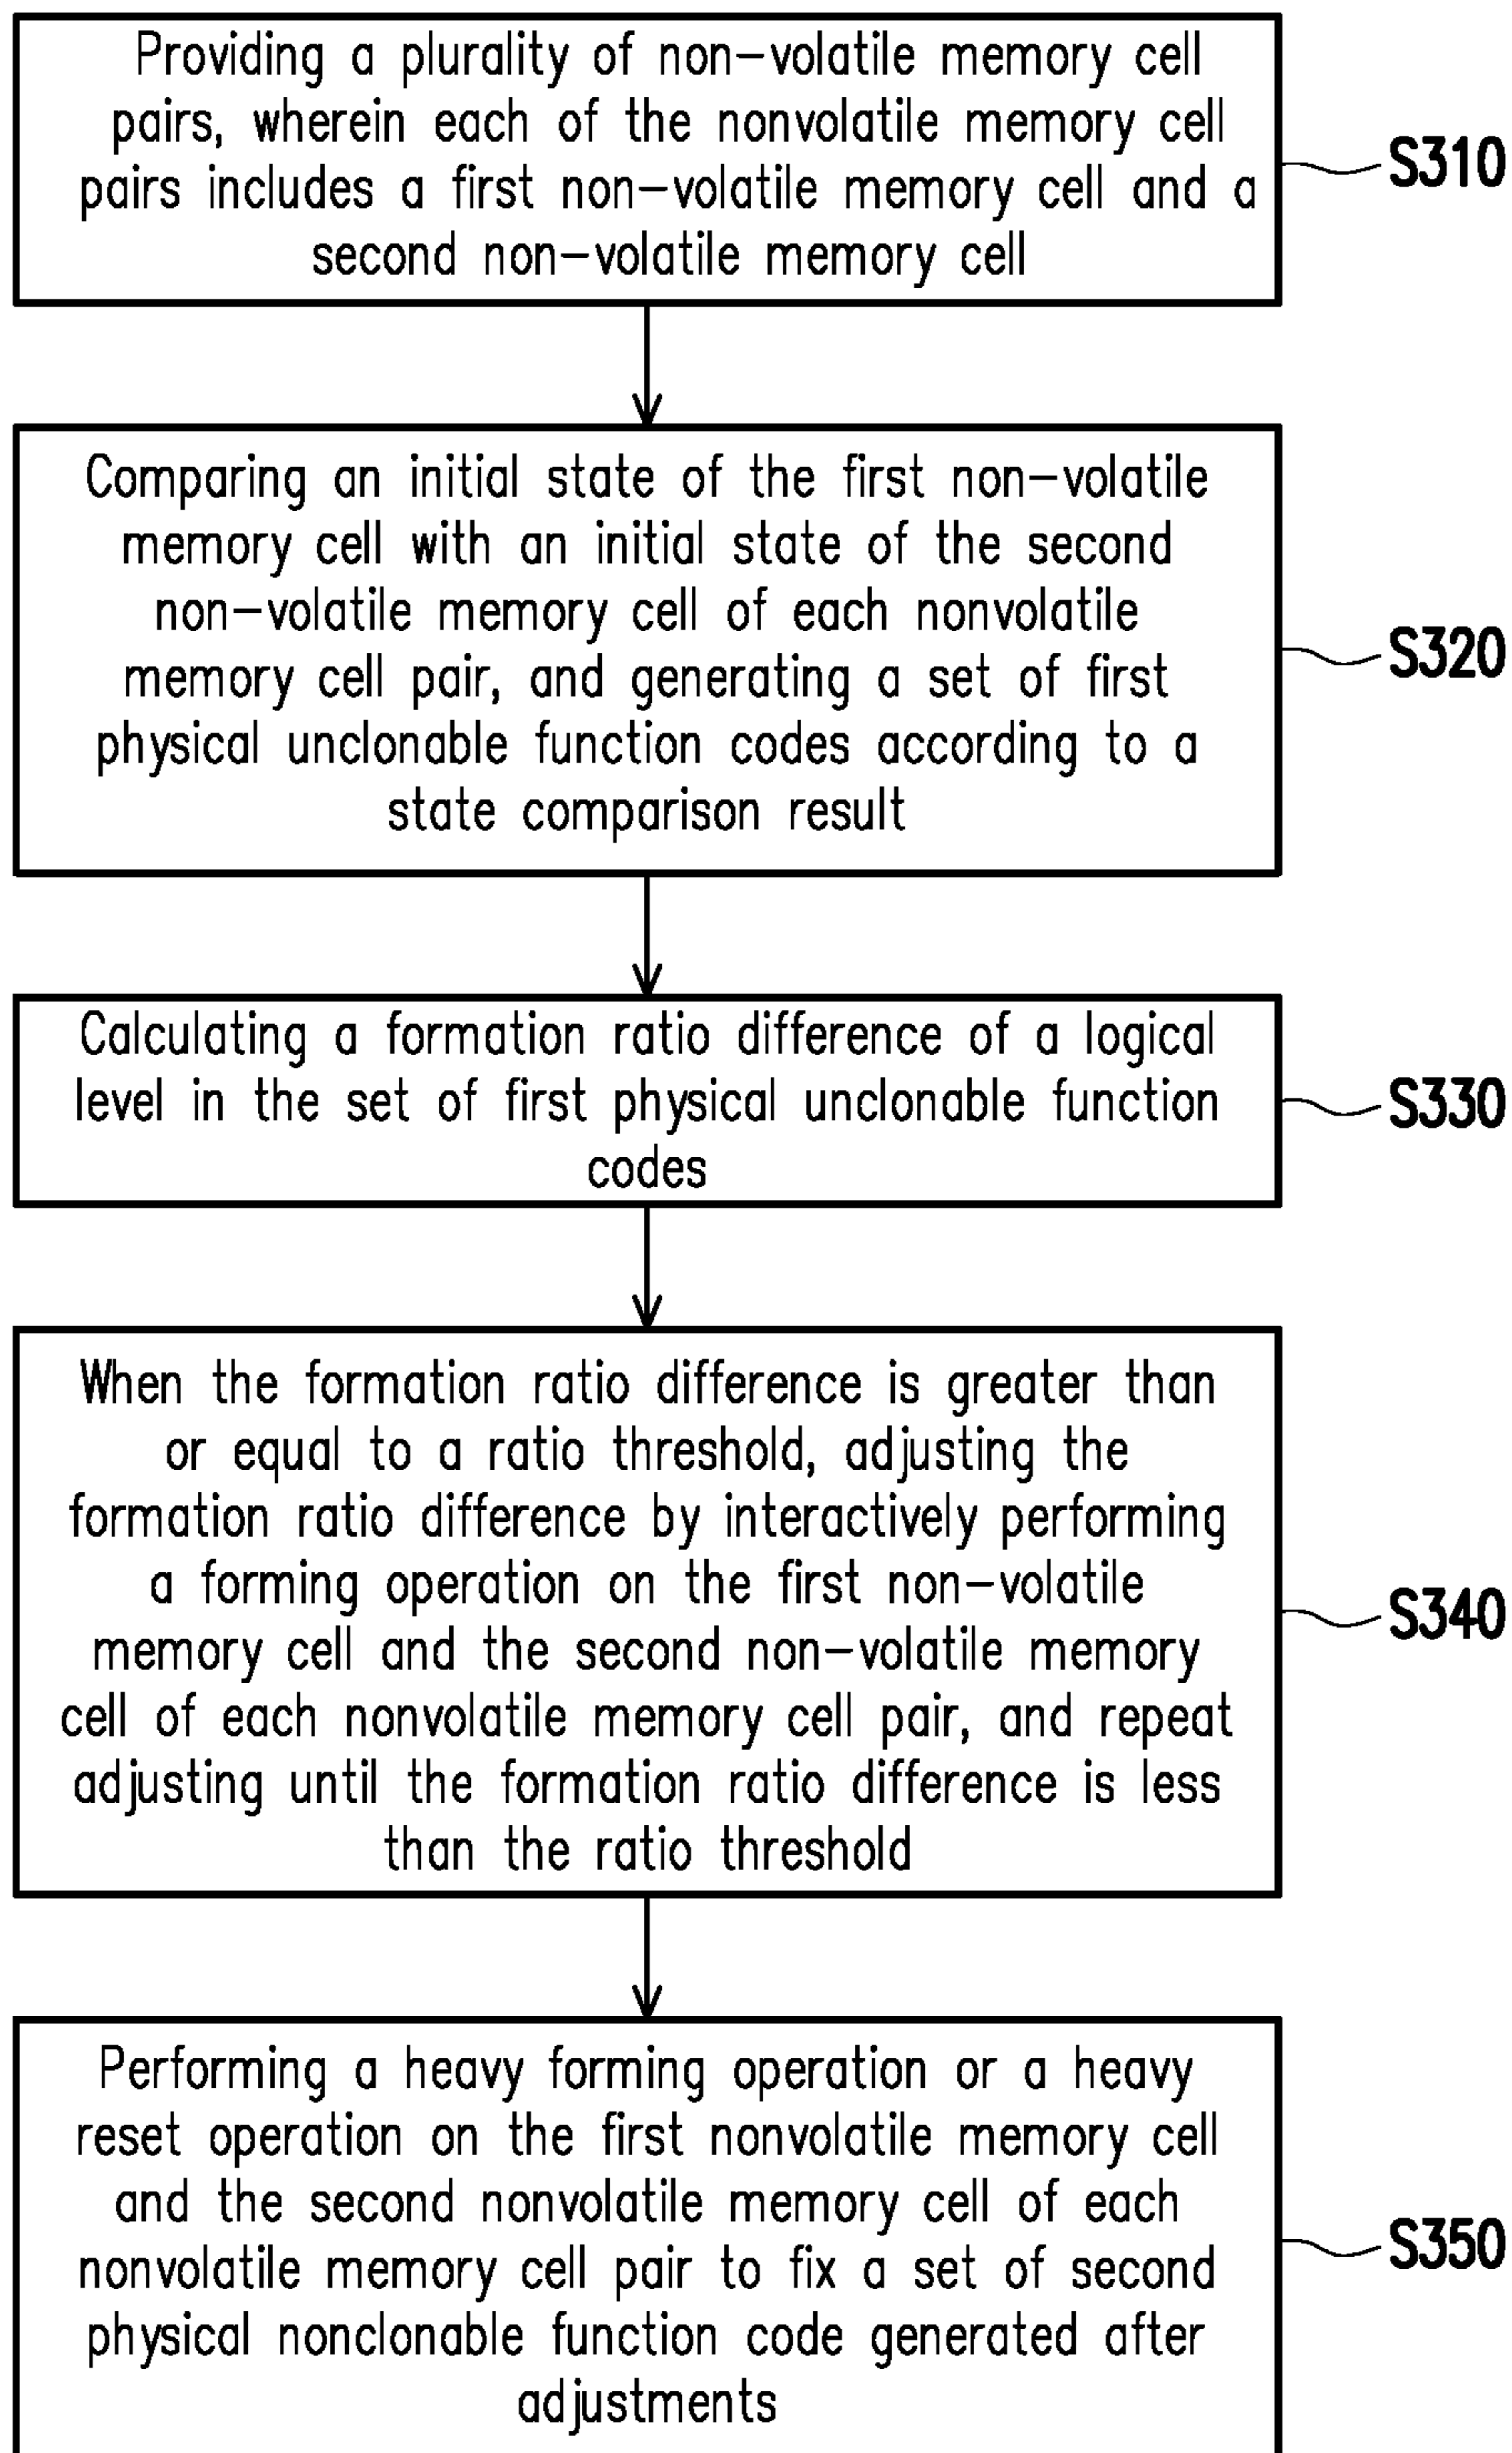 Providing a plurality of non-volatile memory cell
pairs, wherein each of the nonvolatile memory cell
pairs includes a first non-volatile memory cell and a
second non-volatile memory cell
S310
Comparing an initial state of the first non-volatile
memory cell with an initial state of the second
non-volatile memory cell of each nonvolatile
memory cell pair, and generating a set of first
physical unclonable function codes according to a
state comparison result
S320
Calculating a formation ratio difference of a logical
level in the set of first physical unclonable function
codes
S330
When the formation ratio difference is greater than
or equal to a ratio threshold, adjusting the
formation ratio difference by interactively performing
a forming operation on the first non-volatile
memory cell and the second non-volatile memory
cell of each nonvolatile memory cell pair, and repeat
adjusting until the formation ratio difference is less
than the ratio threshold
S340
Performing a heavy forming operation or a heavy
reset operation on the first nonvolatile memory cell
and the second nonvolatile memory cell of each
nonvolatile memory cell pair to fix a set of second
physical nonclonable function code generated after
adjustments
S350